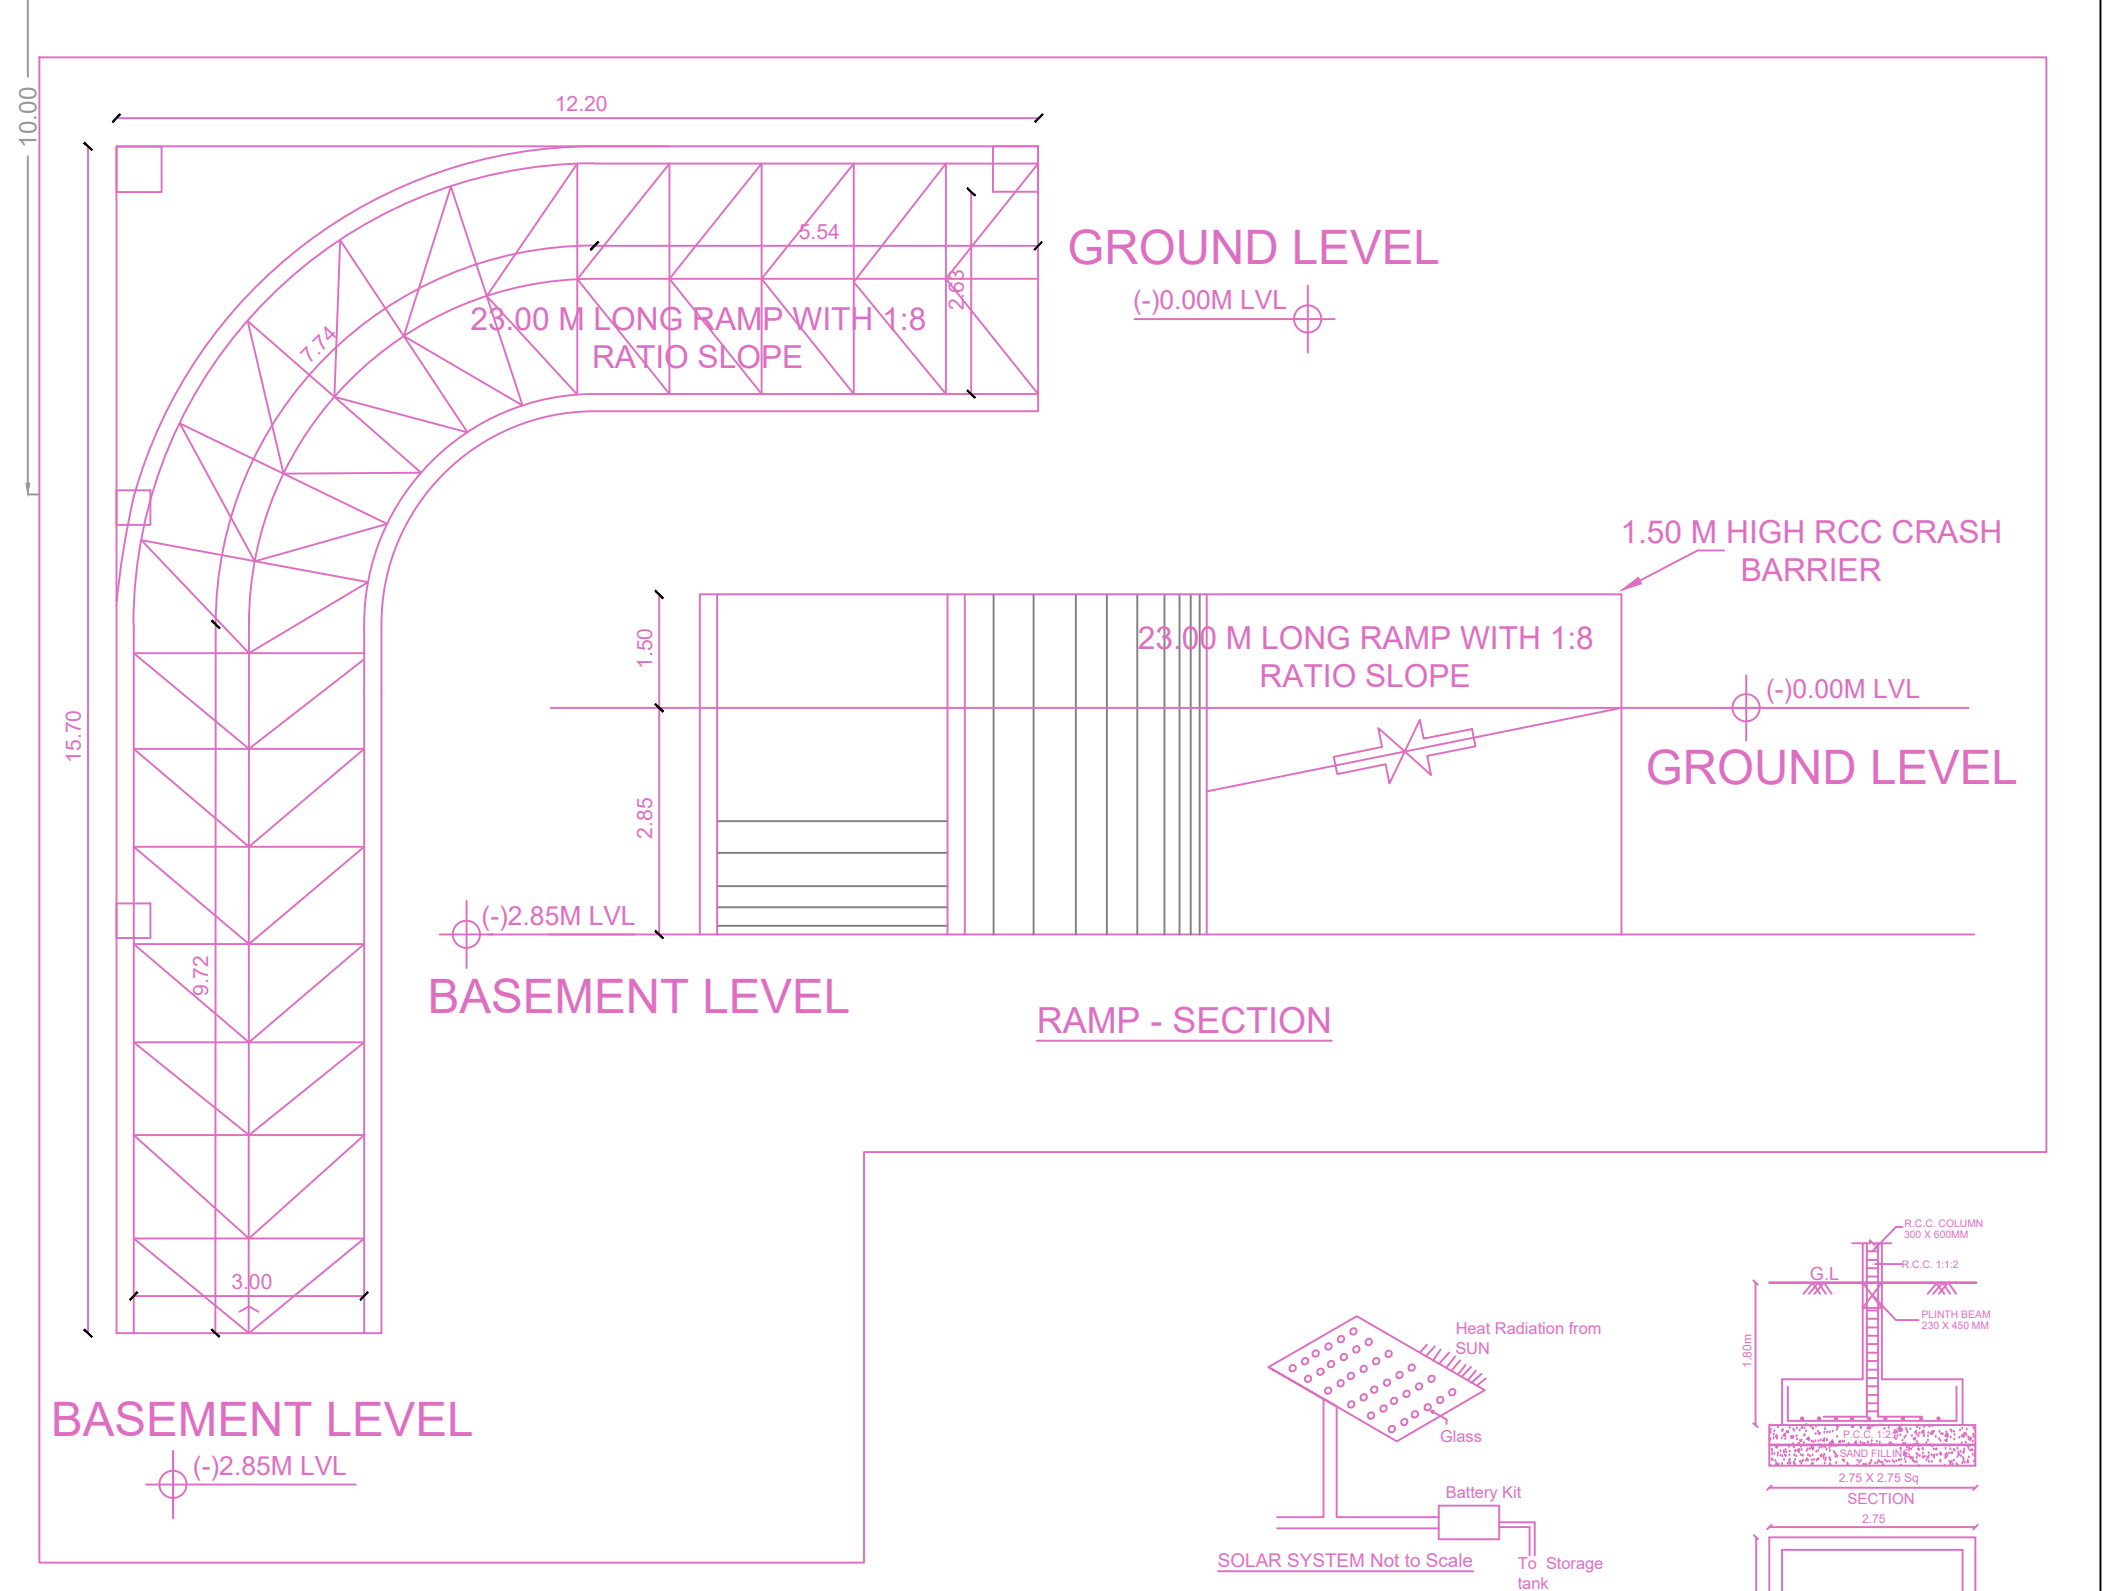 10.00
12.20
5.54
2.63
7.74
23.00 M LONG RAMP WITH 1:8
RATIO SLOPE
GROUND LEVEL
(-)0.00M LVL
15.70
9.72
3.00
BASEMENT LEVEL
(-)2.85M LVL
1.50 M HIGH RCC CRASH
BARRIER
1.50
2.85
23.00 M LONG RAMP WITH 1:8
RATIO SLOPE
(-)0.00M LVL
GROUND LEVEL
(-)2.85M LVL
BASEMENT LEVEL
RAMP - SECTION
Heat Radiation from
SUN
Glass
Battery Kit
To Storage
tank
SOLAR SYSTEM Not to Scale
R.C.C. COLUMN
300 X 600MM
R.C.C. 1:1:2
G.L
PLINTH BEAM
230 X 450 MM
1.80m
P.C.C. 1:2:
SAND FILLING
2.75 X 2.75 Sq
SECTION
2.75